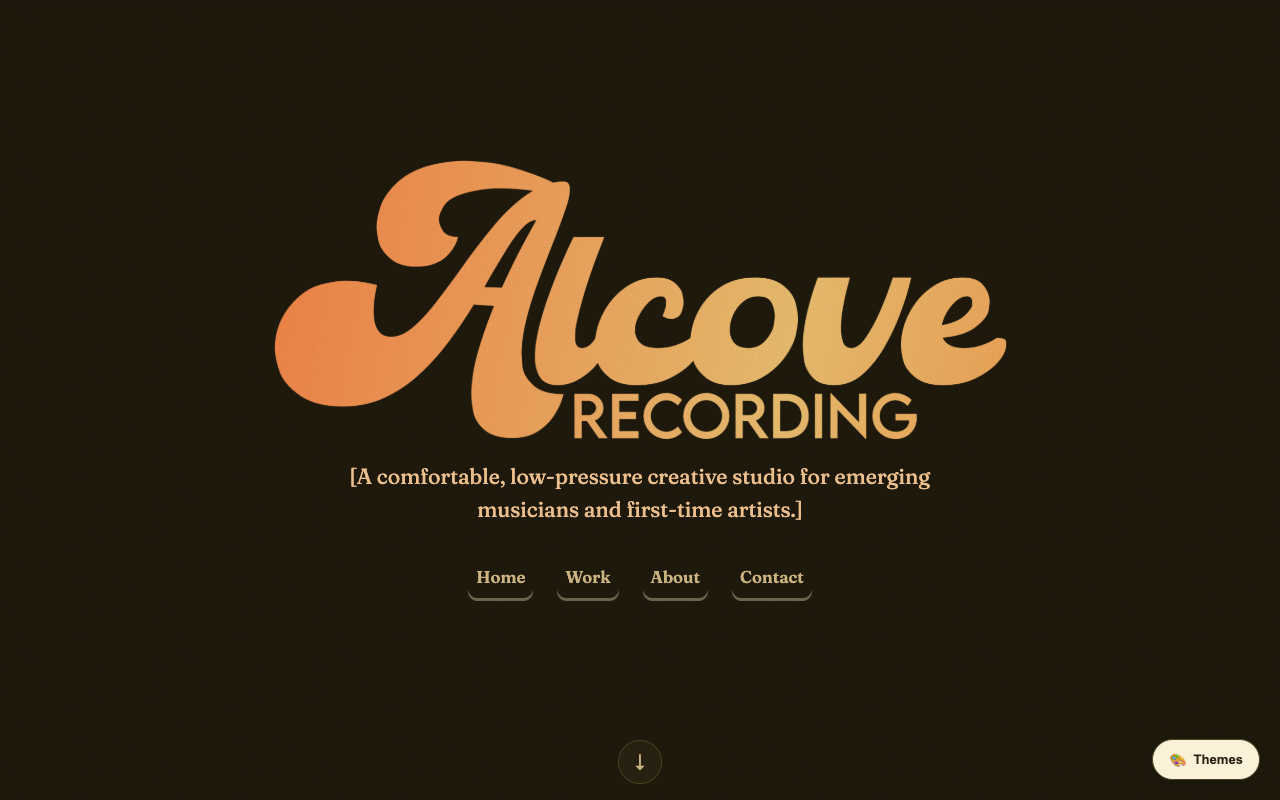 Alcove
RECORDING
[A comfortable, low-pressure creative studio for emerging
musicians and first-time artists.]
Home Work About Contact
Themes